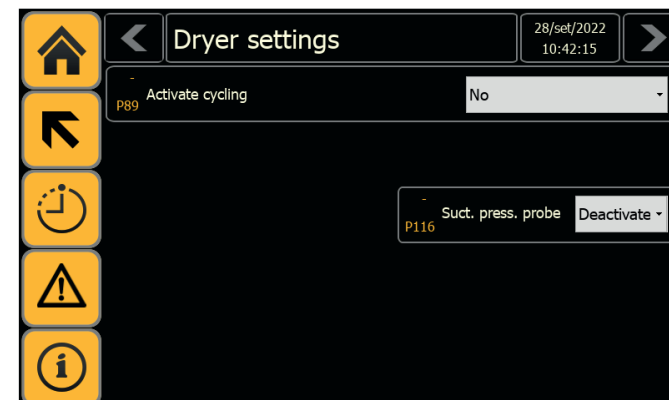 Dryer settings
28/set/2022
10:42:15
-
P89 Activate cycling No
-
P116 Suct. press. probe Deactivate
i